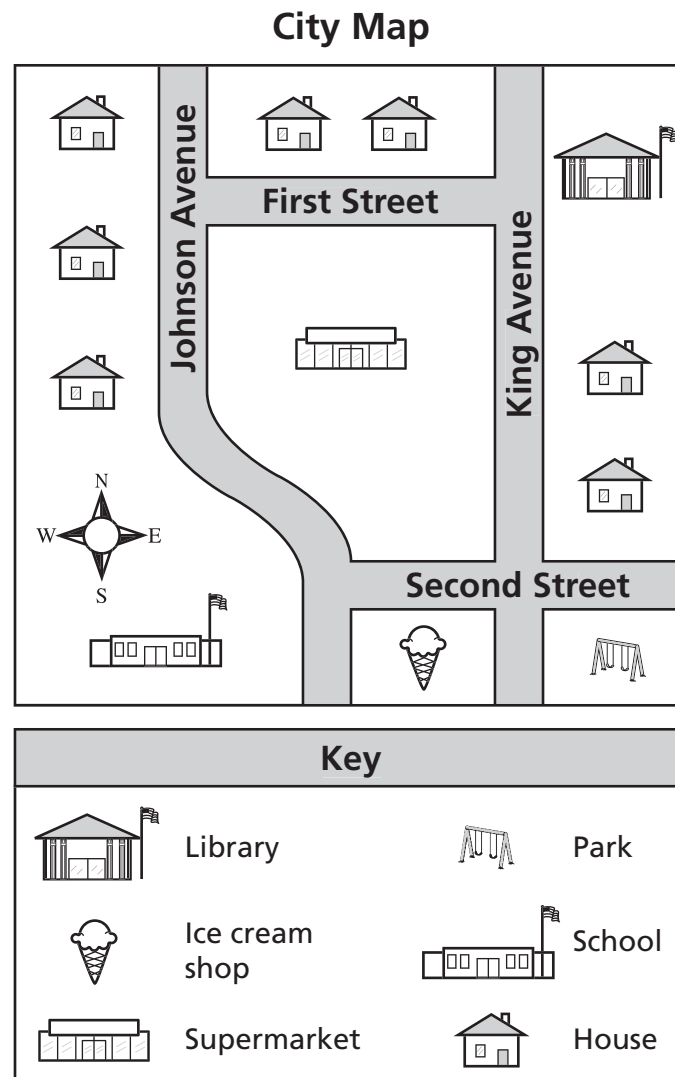 City Map
Johnson Avenue
First Street
King Avenue
N
W
E
S
Second Street
Key
Library
Park
Ice cream
shop
School
Supermarket
House